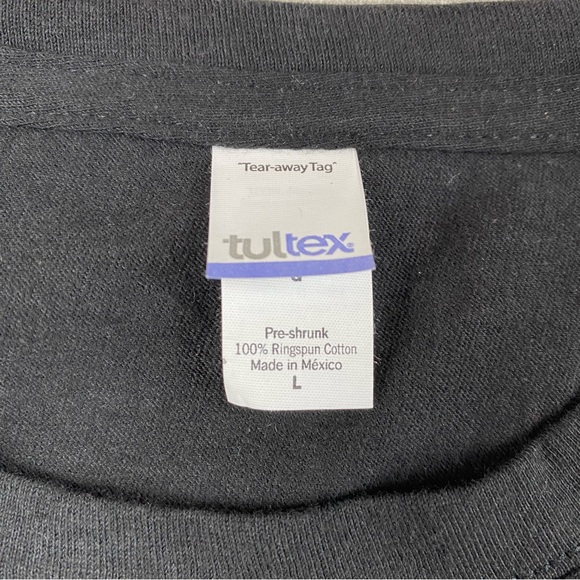 "Tear-away Tag"
tultex®
Pre-shrunk
100% Ringspun Cotton
Made in México
L